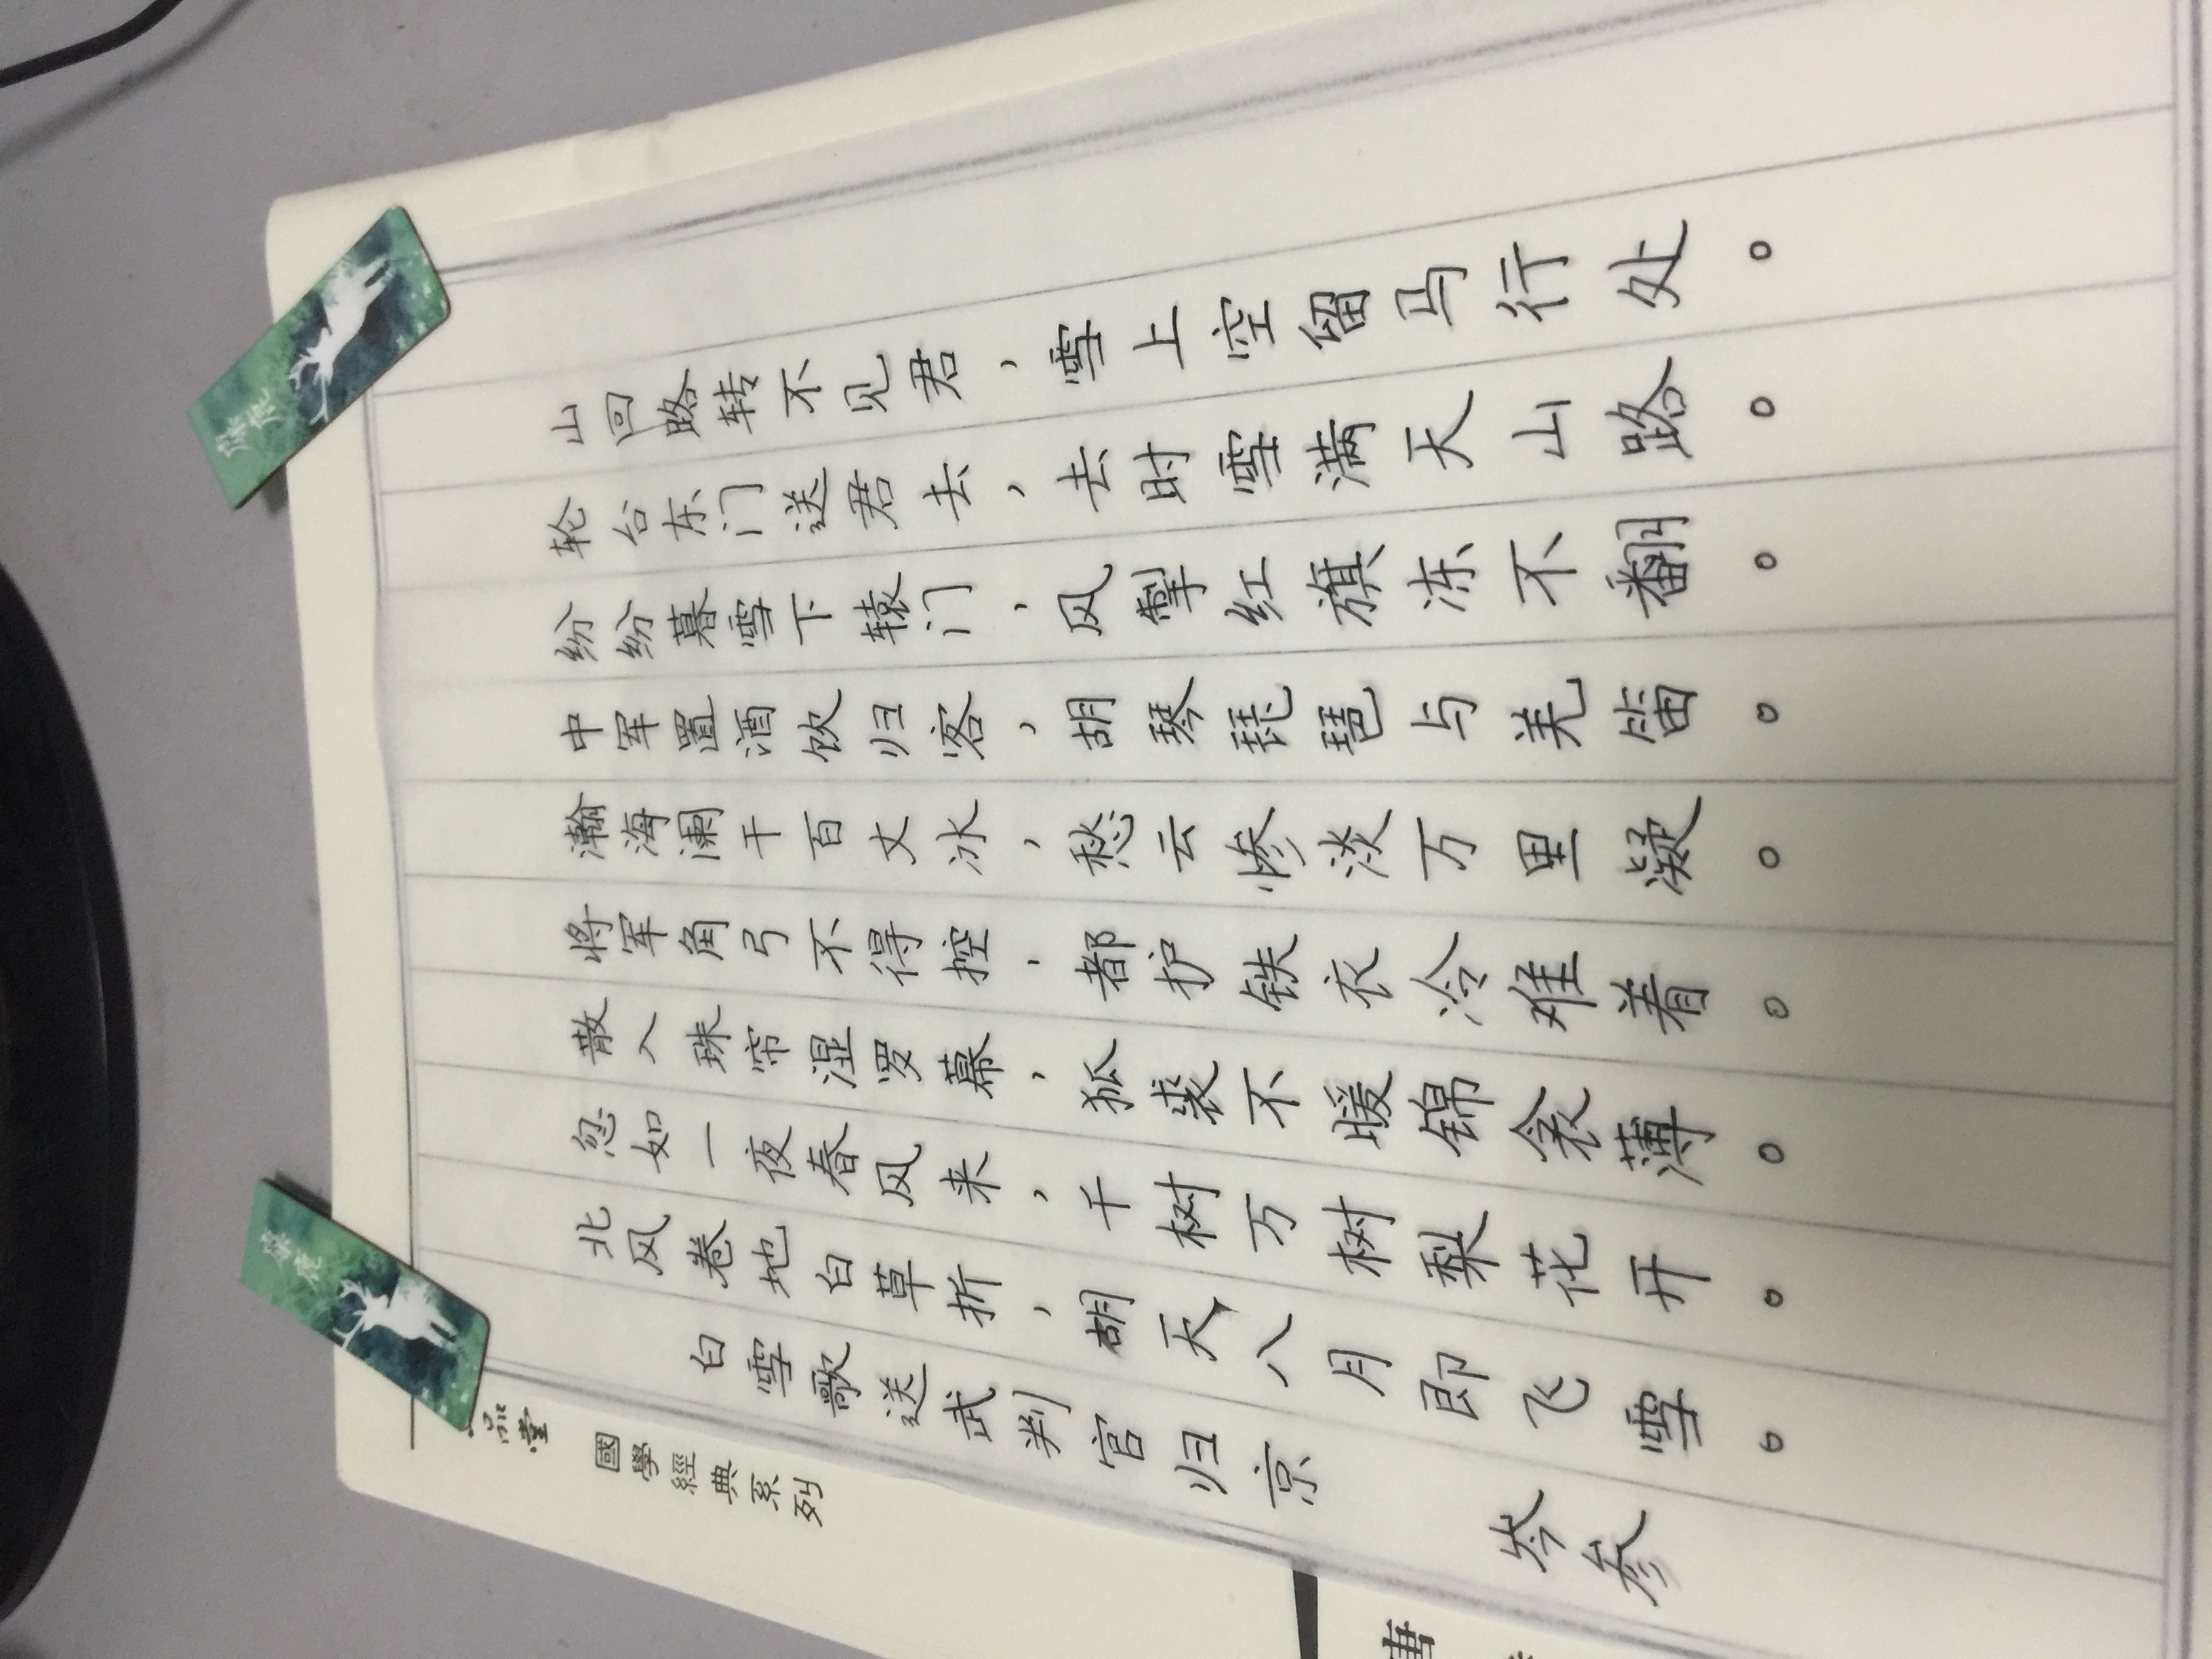 白雪歌送武判官归京
岑参
北风卷地白草折，胡天八月即飞雪。
忽如一夜春风来，千树万树梨花开。
散入珠帘湿罗幕，狐裘不暖锦衾薄。
将军角弓不得控，都护铁衣冷难着。
瀚海阑干百丈冰，愁云惨淡万里凝。
中军置酒饮归客，胡琴琵琶与羌笛。
纷纷暮雪下辕门，风掣红旗冻不翻。
轮台东门送君去，去时雪满天山路。
山回路转不见君，雪上空留马行处。
品堂 國學經典系列
麋鹿
麋鹿
唐